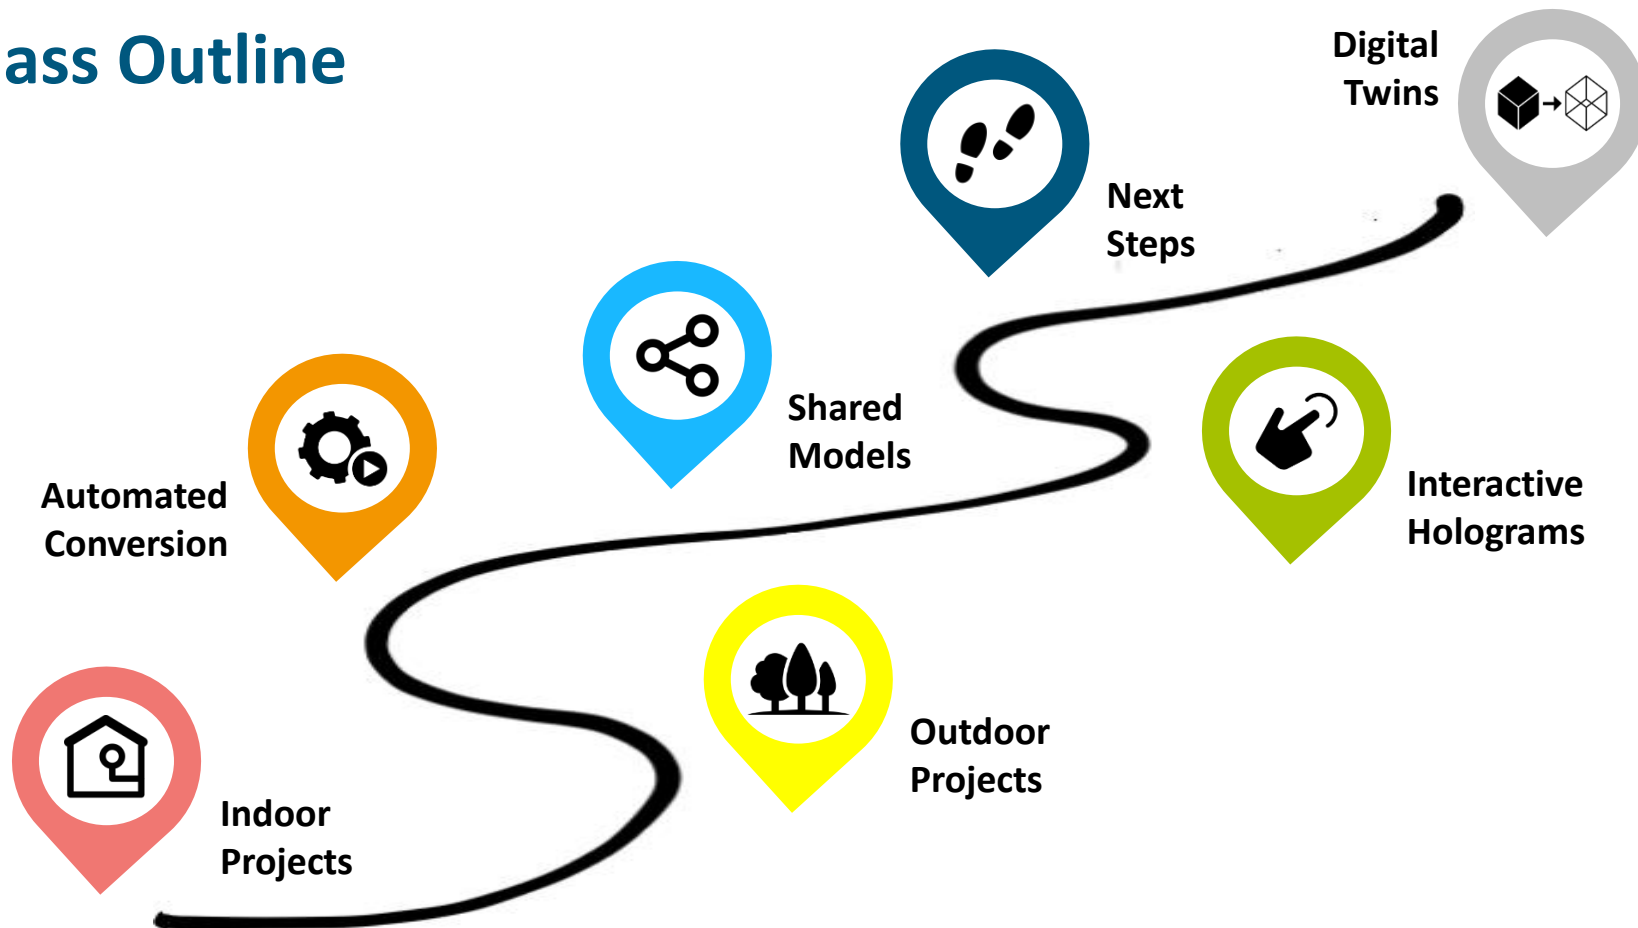 ass Outline
Digital
Twins
Next
Steps
Shared
Models
Interactive
Holograms
Automated
Conversion
Outdoor
Projects
Indoor
Projects